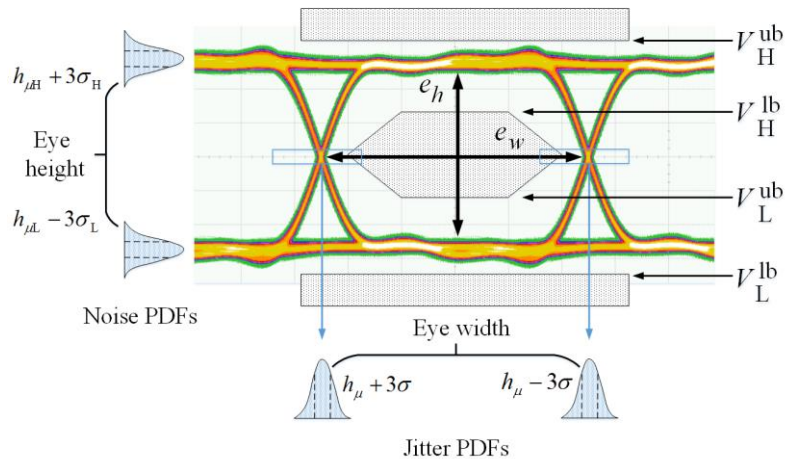 V_H^ub
h_μH + 3σ_H
e_h
V_H^lb
Eye
height
e_w
V_L^ub
h_μL − 3σ_L
V_L^lb
Noise PDFs
Eye width
h_μ + 3σ
h_μ − 3σ
Jitter PDFs